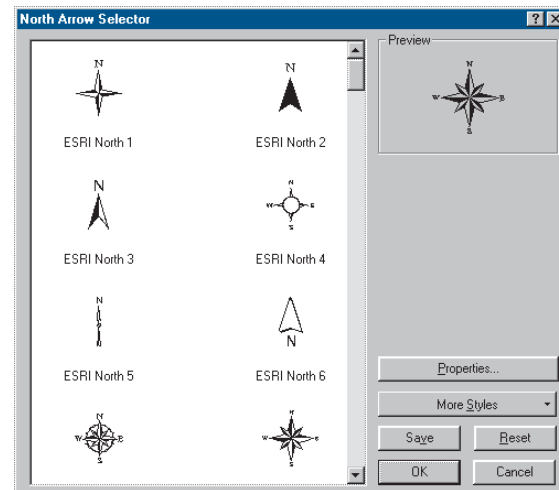 North Arrow Selector
N
ESRI North 1
N
ESRI North 2
N
ESRI North 3
N
W E
S
ESRI North 4
N
ESRI North 5
N
ESRI North 6
N
W E
S
N
W E
S
Preview
N
W E
S
Properties...
More Styles
Save Reset
OK Cancel